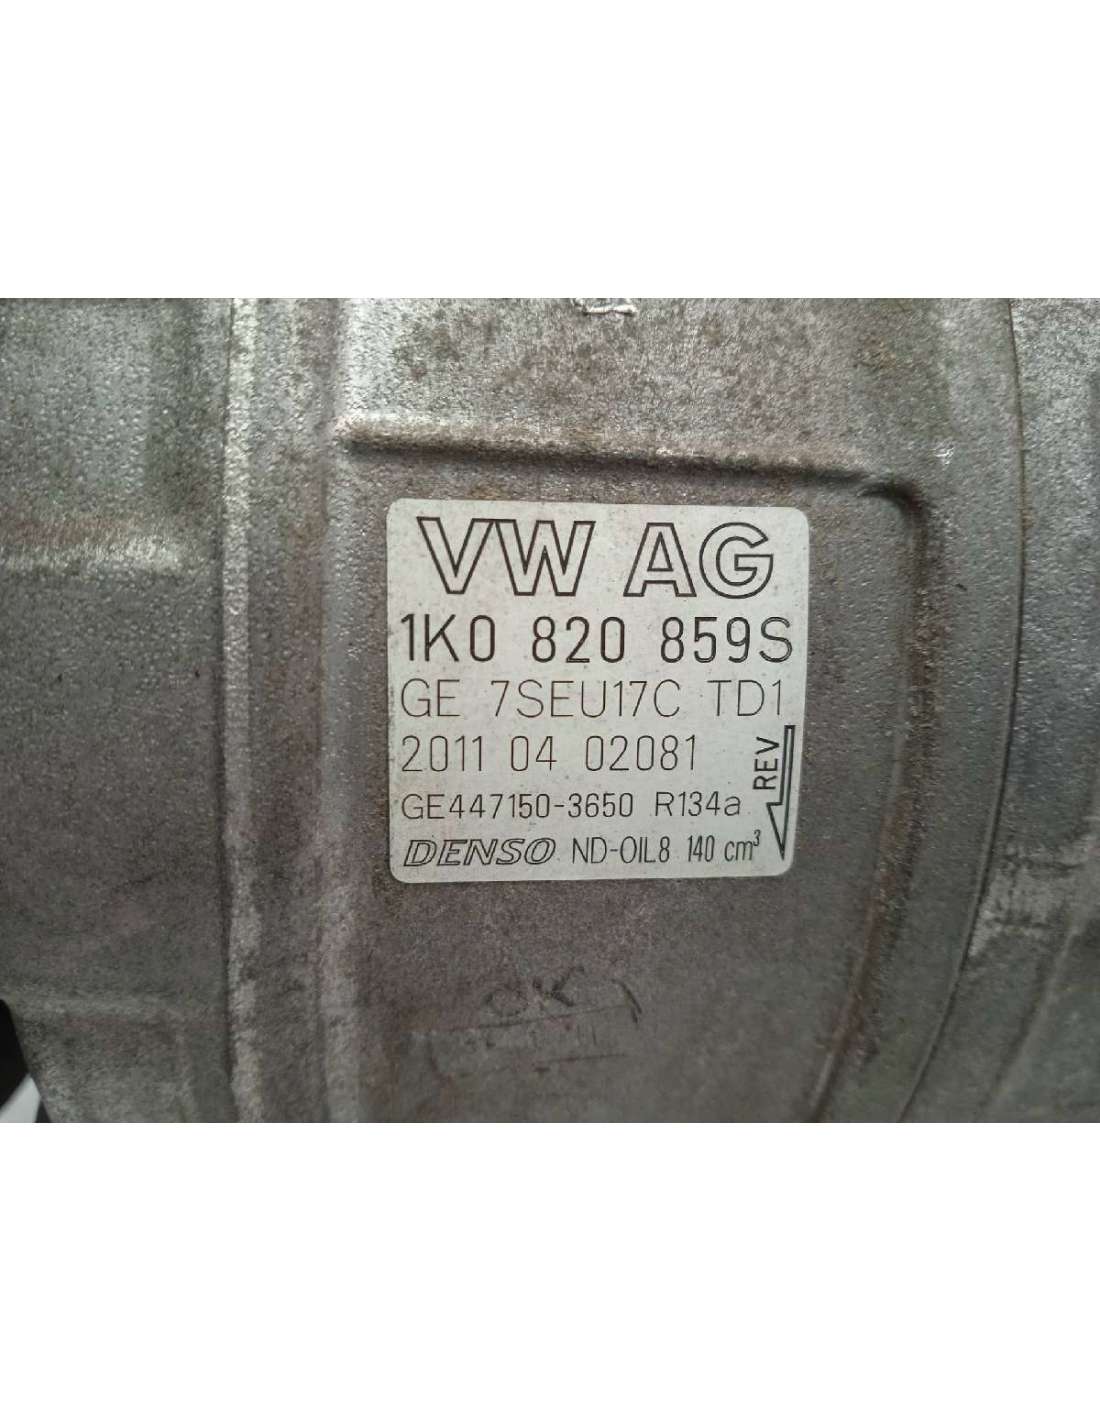 VW AG
1K0 820 859S
GE 7SEU17C TD1
2011 04 02081
REV
GE447150-3650 R134a
DENSO ND-OIL8 140 cm³
OK